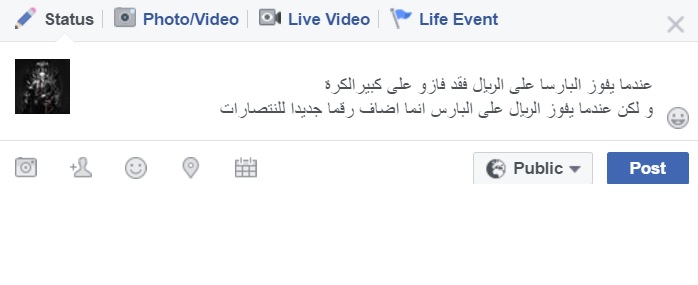 Status Photo/Video Live Video Life Event
عندما يفوز البارسا على الريال فقد فازو على كبيرالكرة
و لكن عندما يفوز الريال على البارس انما اضاف رقما جديدا للنتصارات
Public Post